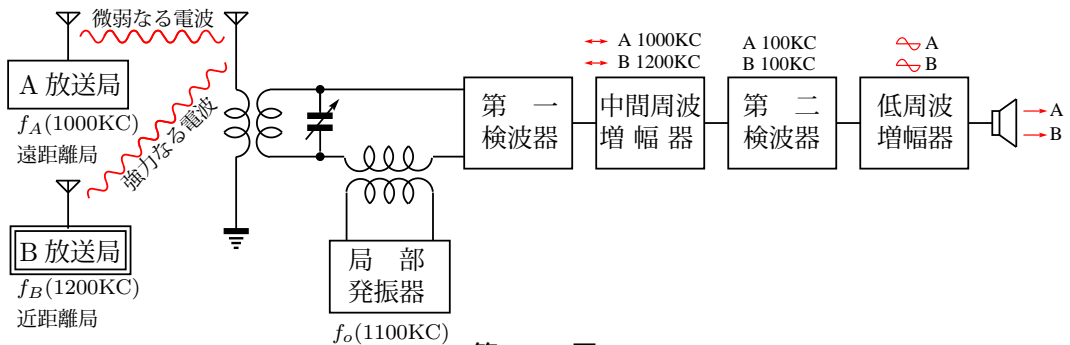 微弱なる電波
A 放送局
f_A(1000KC)
遠距離局
強力なる電波
B 放送局
f_B(1200KC)
近距離局
局 部
発振器
f_o(1100KC)
第 一
検波器
A 1000KC
B 1200KC
中間周波
増 幅 器
A 100KC
B 100KC
第 二
検波器
A
B
低周波
増幅器
A
B